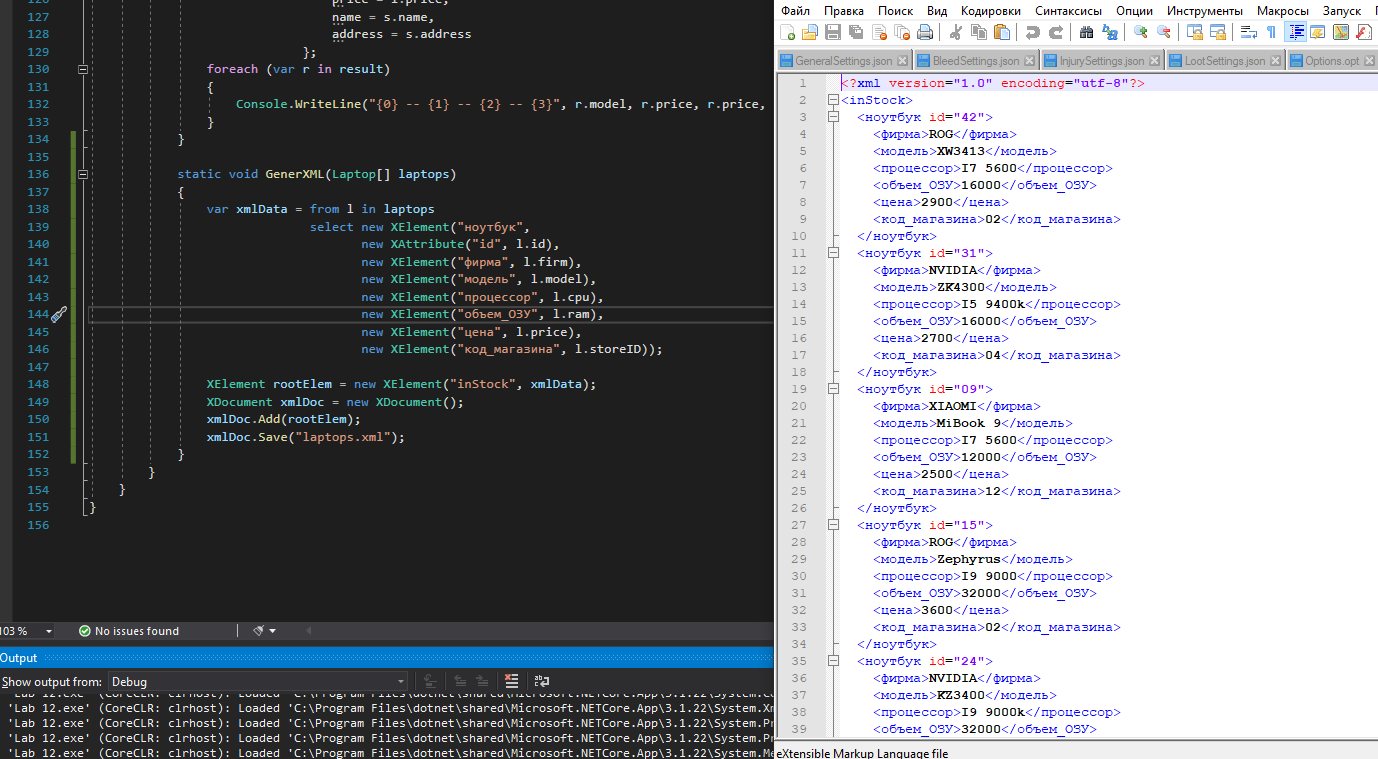 126 price = l.price,
127 name = s.name,
128 address = s.address
129 };
130 foreach (var r in result)
131 {
132 Console.WriteLine("{0} -- {1} -- {2} -- {3}", r.model, r.price, r.price,
133 }
134 }
135
136 static void GenerXML(Laptop[] laptops)
137 {
138 var xmlData = from l in laptops
139 select new XElement("ноутбук",
140 new XAttribute("id", l.id),
141 new XElement("фирма", l.firm),
142 new XElement("модель", l.model),
143 new XElement("процессор", l.cpu),
144 new XElement("объем_ОЗУ", l.ram),
145 new XElement("цена", l.price),
146 new XElement("код_магазина", l.storeID));
147
148 XElement rootElem = new XElement("inStock", xmlData);
149 XDocument xmlDoc = new XDocument();
150 xmlDoc.Add(rootElem);
151 xmlDoc.Save("laptops.xml");
152 }
153 }
154 }
155 }
156
103 % No issues found
Output
Show output from: Debug
'Lab 12.exe' (CoreCLR: clrhost): Loaded 'C:\Program Files\dotnet\shared\Microsoft.NETCore.App\3.1.22\System.
'Lab 12.exe' (CoreCLR: clrhost): Loaded 'C:\Program Files\dotnet\shared\Microsoft.NETCore.App\3.1.22\System.Xm
'Lab 12.exe' (CoreCLR: clrhost): Loaded 'C:\Program Files\dotnet\shared\Microsoft.NETCore.App\3.1.22\System.Pr
'Lab 12.exe' (CoreCLR: clrhost): Loaded 'C:\Program Files\dotnet\shared\Microsoft.NETCore.App\3.1.22\System.Pr
'Lab 12.exe' (CoreCLR: clrhost): Loaded 'C:\Program Files\dotnet\shared\Microsoft.NETCore.App\3.1.22\System.Me
Файл Правка Поиск Вид Кодировки Синтаксисы Опции Инструменты Макросы Запуск
GeneralSettings.json BleedSettings.json InjurySettings.json LootSettings.json Options.opt
1 <?xml version="1.0" encoding="utf-8"?>
2 <inStock>
3 <ноутбук id="42">
4 <фирма>ROG</фирма>
5 <модель>XW3413</модель>
6 <процессор>I7 5600</процессор>
7 <объем_ОЗУ>16000</объем_ОЗУ>
8 <цена>2900</цена>
9 <код_магазина>02</код_магазина>
10 </ноутбук>
11 <ноутбук id="31">
12 <фирма>NVIDIA</фирма>
13 <модель>ZK4300</модель>
14 <процессор>I5 9400k</процессор>
15 <объем_ОЗУ>16000</объем_ОЗУ>
16 <цена>2700</цена>
17 <код_магазина>04</код_магазина>
18 </ноутбук>
19 <ноутбук id="09">
20 <фирма>XIAOMI</фирма>
21 <модель>MiBook 9</модель>
22 <процессор>I7 5600</процессор>
23 <объем_ОЗУ>12000</объем_ОЗУ>
24 <цена>2500</цена>
25 <код_магазина>12</код_магазина>
26 </ноутбук>
27 <ноутбук id="15">
28 <фирма>ROG</фирма>
29 <модель>Zephyrus</модель>
30 <процессор>I9 9000</процессор>
31 <объем_ОЗУ>32000</объем_ОЗУ>
32 <цена>3600</цена>
33 <код_магазина>02</код_магазина>
34 </ноутбук>
35 <ноутбук id="24">
36 <фирма>NVIDIA</фирма>
37 <модель>KZ3400</модель>
38 <процессор>I9 9000k</процессор>
39 <объем_ОЗУ>32000</объем_ОЗУ>
eXtensible Markup Language file